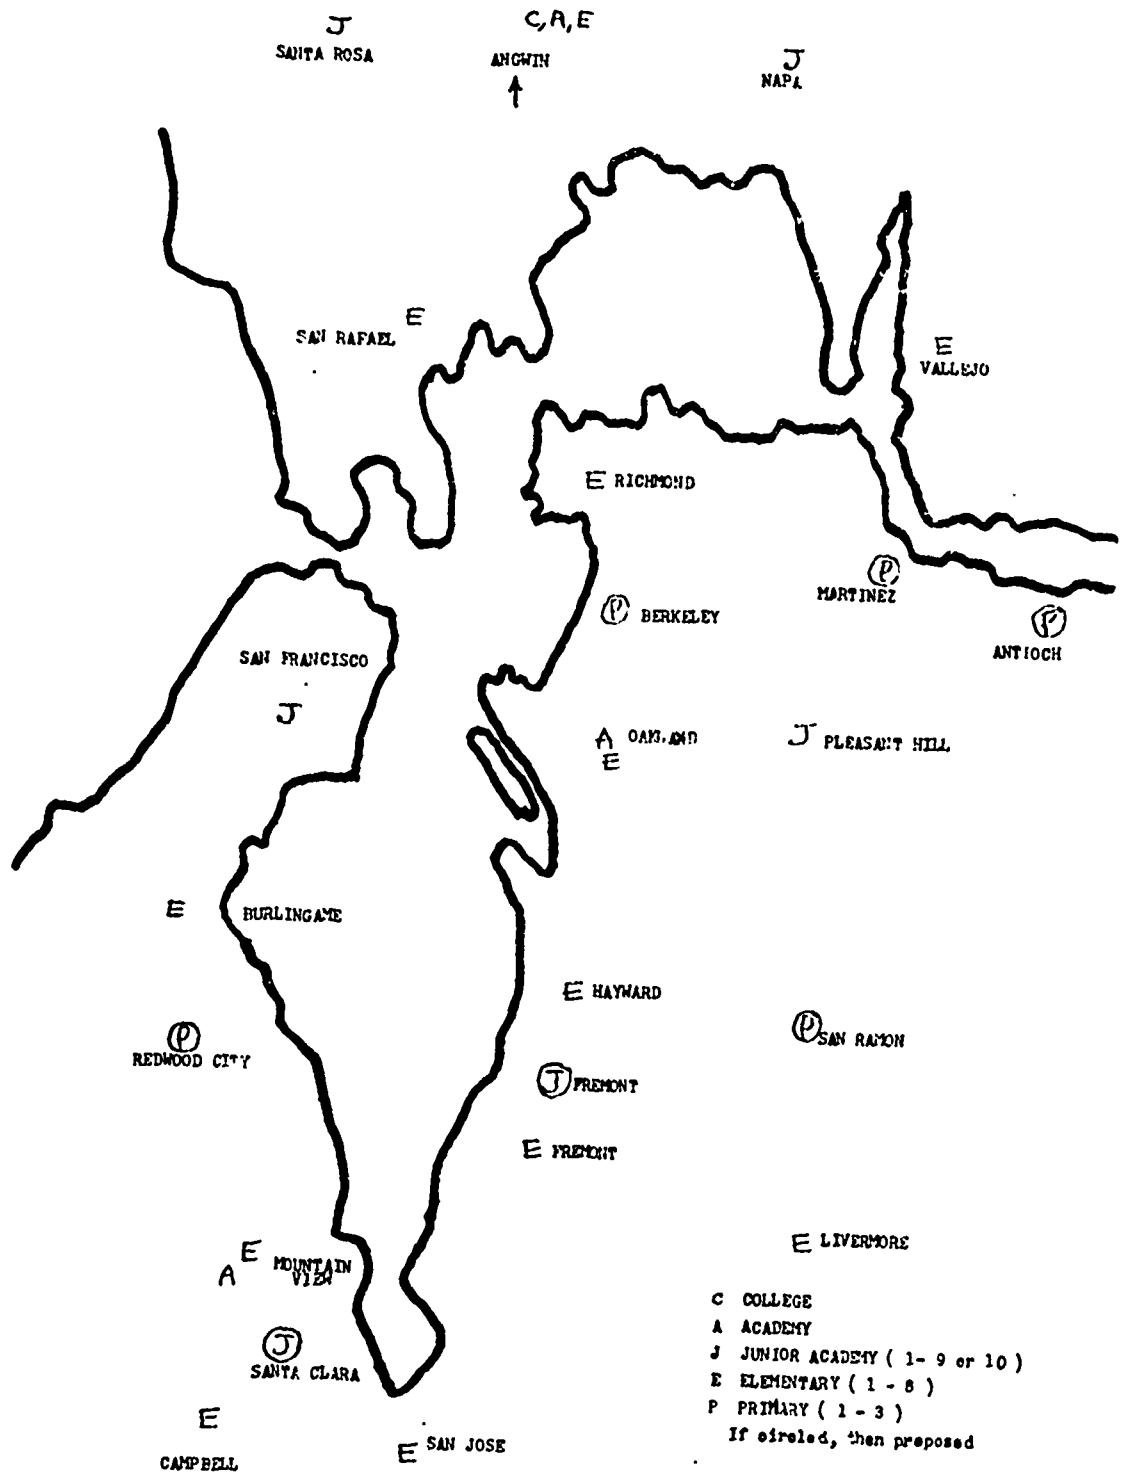 J
SANTA ROSA
C, A, E
ANGWIN
J
NAPA
E
SAN RAFAEL
E
VALLEJO
E RICHMOND
P
MARTINEZ
P BERKELEY
P
ANTIOCH
SAN FRANCISCO
J
A OAKLAND
E
J PLEASANT HILL
E BURLINGAME
E HAYWARD
P
REDWOOD CITY
P SAN RAMON
J FREMONT
E FREMONT
E LIVERMORE
E MOUNTAIN
A VIEW
J
SANTA CLARA
E
CAMPBELL
E SAN JOSE
C COLLEGE
A ACADEMY
J JUNIOR ACADEMY ( 1- 9 or 10 )
E ELEMENTARY ( 1 - 8 )
P PRIMARY ( 1 - 3 )
If circled, then proposed